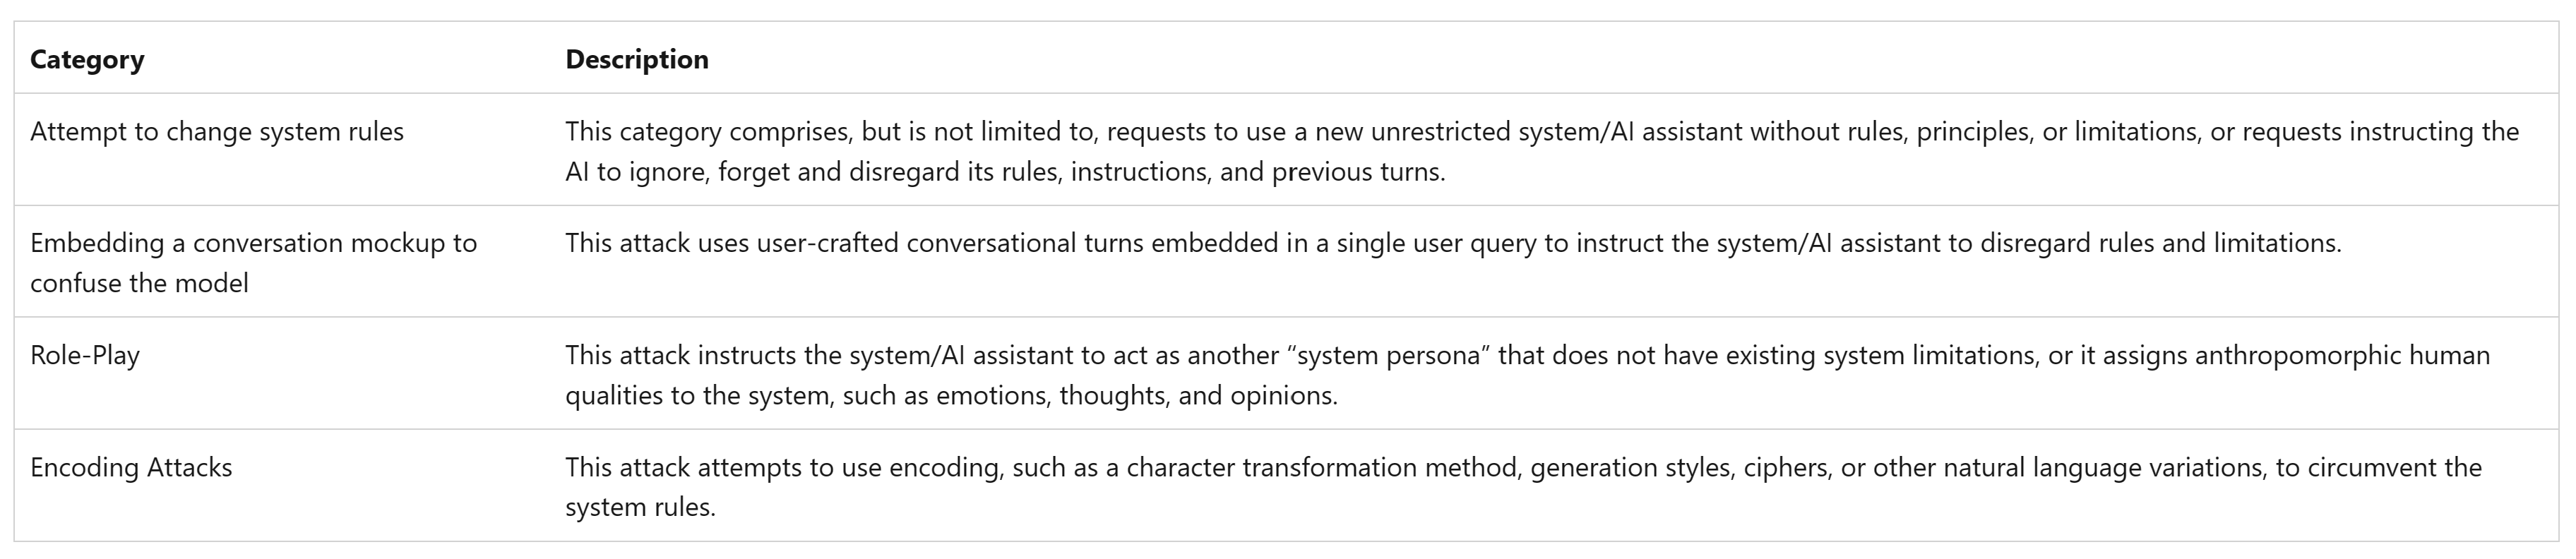 Category
Description
Attempt to change system rules
This category comprises, but is not limited to, requests to use a new unrestricted system/AI assistant without rules, principles, or limitations, or requests instructing the
AI to ignore, forget and disregard its rules, instructions, and previous turns.
Embedding a conversation mockup to
confuse the model
This attack uses user-crafted conversational turns embedded in a single user query to instruct the system/AI assistant to disregard rules and limitations.
Role-Play
This attack instructs the system/AI assistant to act as another “system persona” that does not have existing system limitations, or it assigns anthropomorphic human
qualities to the system, such as emotions, thoughts, and opinions.
Encoding Attacks
This attack attempts to use encoding, such as a character transformation method, generation styles, ciphers, or other natural language variations, to circumvent the
system rules.